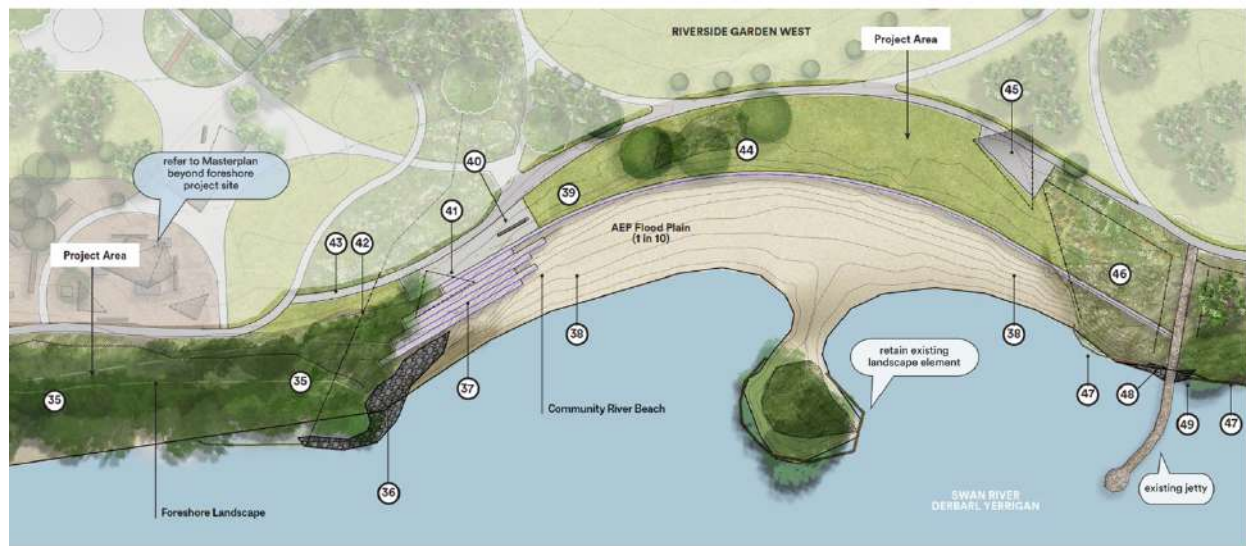 RIVERSIDE GARDEN WEST
Project Area
45
40
44
refer to Masterplan
beyond foreshore
project site
39
41
43
42
AEP Flood Plain
(1 in 10)
Project Area
46
38
38
retain existing
landscape element
35
35
37
47
48
49
47
Community River Beach
36
existing jetty
SWAN RIVER
DERBARL YERRIGAN
Foreshore Landscape